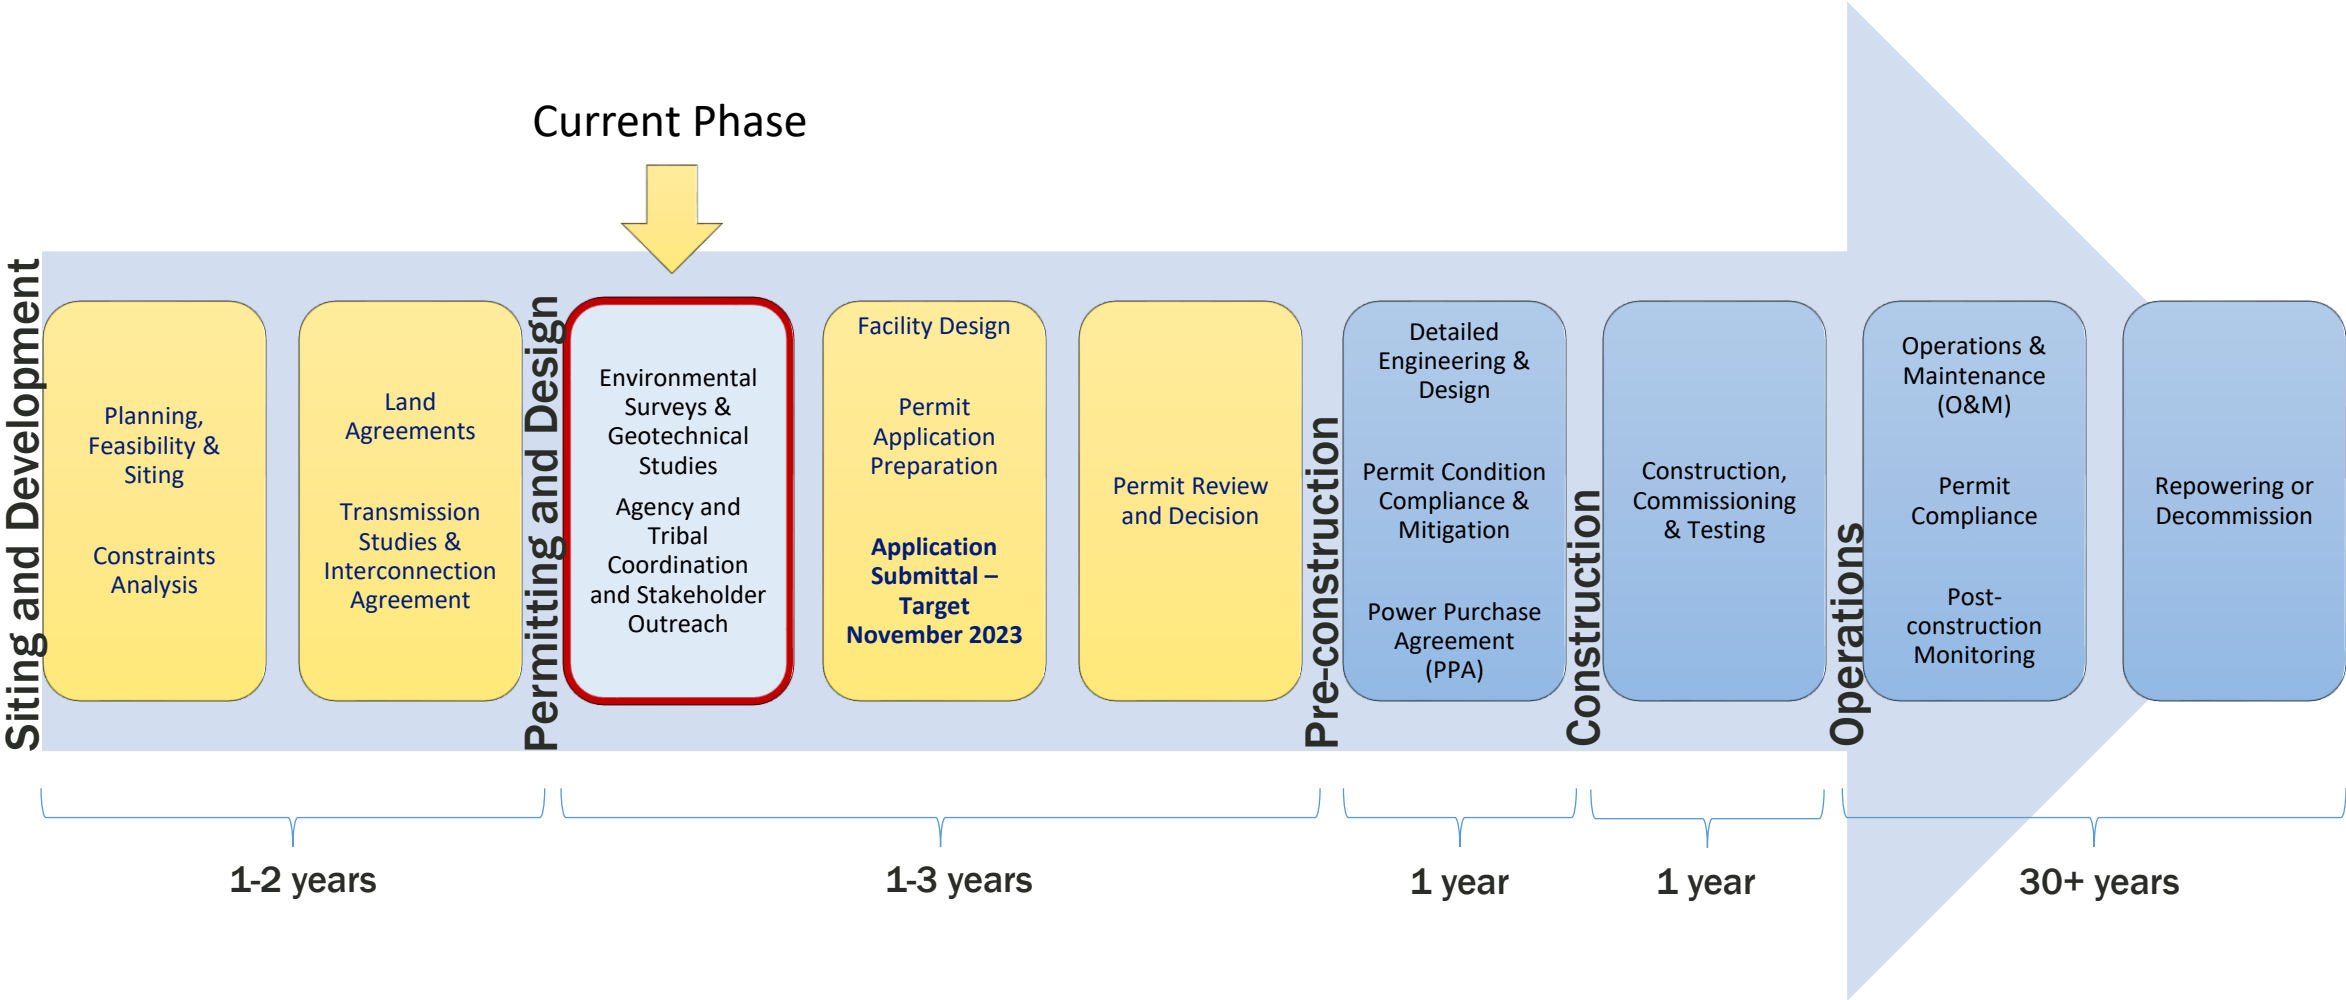 Current Phase
Siting and Development
Planning,
Feasibility &
Siting
Constraints
Analysis
Land
Agreements
Transmission
Studies &
Interconnection
Agreement
Permitting and Design
Environmental
Surveys &
Geotechnical
Studies
Agency and
Tribal
Coordination
and Stakeholder
Outreach
Facility Design
Permit
Application
Preparation
Application
Submittal –
Target
November 2023
Permit Review
and Decision
Pre-construction
Detailed
Engineering &
Design
Permit Condition
Compliance &
Mitigation
Power Purchase
Agreement
(PPA)
Construction
Construction,
Commissioning
& Testing
Operations
Operations &
Maintenance
(O&M)
Permit
Compliance
Post-
construction
Monitoring
Repowering or
Decommission
1-2 years
1-3 years
1 year
1 year
30+ years